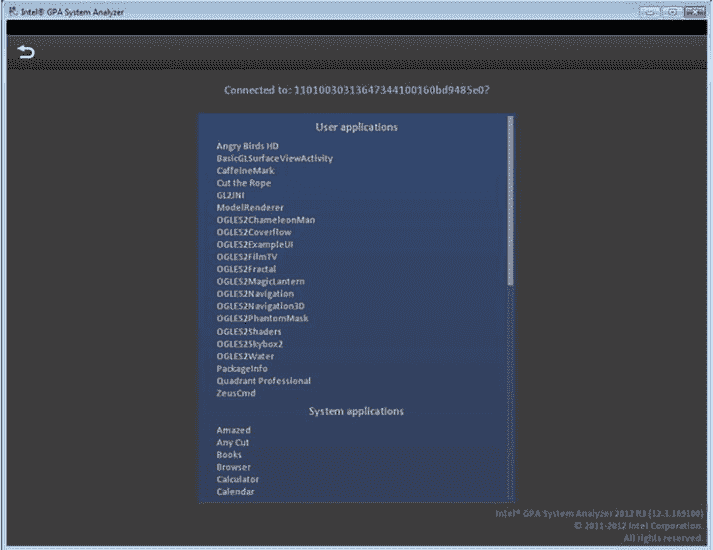 Intel® GPA System Analyzer
Connected to: 11010030313647344100160bd9485e0?
User applications
Angry Birds HD
BasicGLSurfaceViewActivity
CaffeineMark
Cut the Rope
GL2JNI
ModelRenderer
OGLES2ChameleonMan
OGLES2Coverflow
OGLES2ExampleUI
OGLES2FilmTV
OGLES2Fractal
OGLES2MagicLantern
OGLES2Navigation
OGLES2Navigation3D
OGLES2PhantomMask
OGLES2Shaders
OGLES2Skybox2
OGLES2Water
PackageInfo
Quadrant Professional
ZeusCmd
System applications
Amazed
Any Cut
Books
Browser
Calculator
Calendar
Intel® GPA System Analyzer 2012 R3 (12.3.169100)
© 2011-2012 Intel Corporation.
All rights reserved.